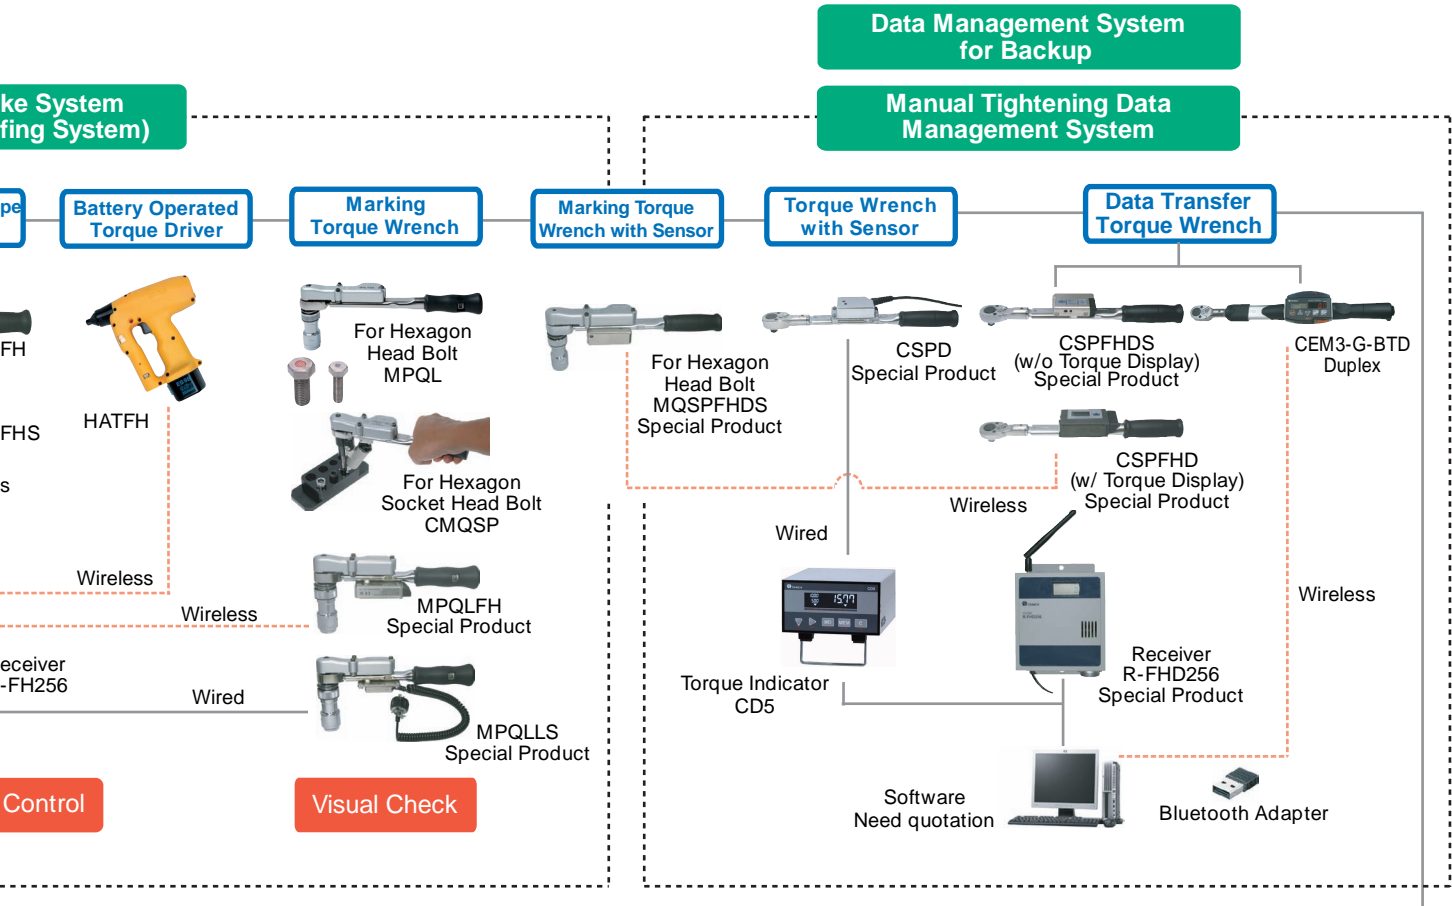 Data Management System
for Backup
ke System
fing System)
Manual Tightening Data
Management System
pe
Battery Operated
Torque Driver
Marking
Torque Wrench
Marking Torque
Wrench with Sensor
Torque Wrench
with Sensor
Data Transfer
Torque Wrench
FH
HATFH
FHS
s
For Hexagon
Head Bolt
MPQL
For Hexagon
Socket Head Bolt
CMQSP
For Hexagon
Head Bolt
MQSPFHDS
Special Product
CSPD
Special Product
CSPFHDS
(w/o Torque Display)
Special Product
CEM3-G-BTD
Duplex
CSPFHD
(w/ Torque Display)
Special Product
Wireless
Wired
Wireless
Wireless
MPQLFH
Special Product
Wireless
eceiver
-FH256
Wired
MPQLLS
Special Product
1577
Torque Indicator
CD5
Receiver
R-FHD256
Special Product
Control
Visual Check
Software
Need quotation
Bluetooth Adapter